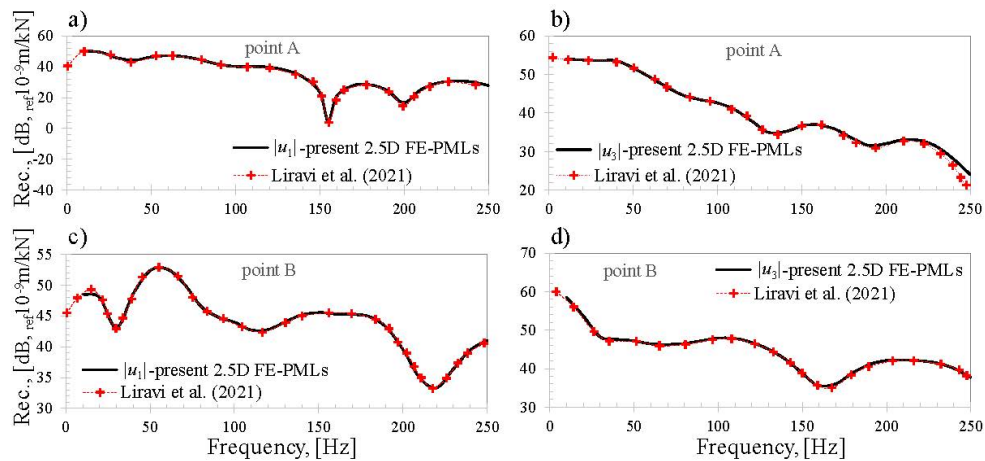 a)
60
40
20
0
-20
-40
Rec., [dB, ref10⁻⁹m/kN]
point A
|u₁|-present 2.5D FE-PMLs
Liravi et al. (2021)
0 50 100 150 200 250
b)
60
50
40
30
20
point A
|u₃|-present 2.5D FE-PMLs
Liravi et al. (2021)
0 50 100 150 200 250
c)
55
50
45
40
35
30
Rec., [dB, ref10⁻⁹m/kN]
point B
|u₁|-present 2.5D FE-PMLs
Liravi et al. (2021)
0 50 100 150 200 250
Frequency, [Hz]
d)
70
60
50
40
30
point B
|u₃|-present 2.5D FE-PMLs
Liravi et al. (2021)
0 50 100 150 200 250
Frequency, [Hz]